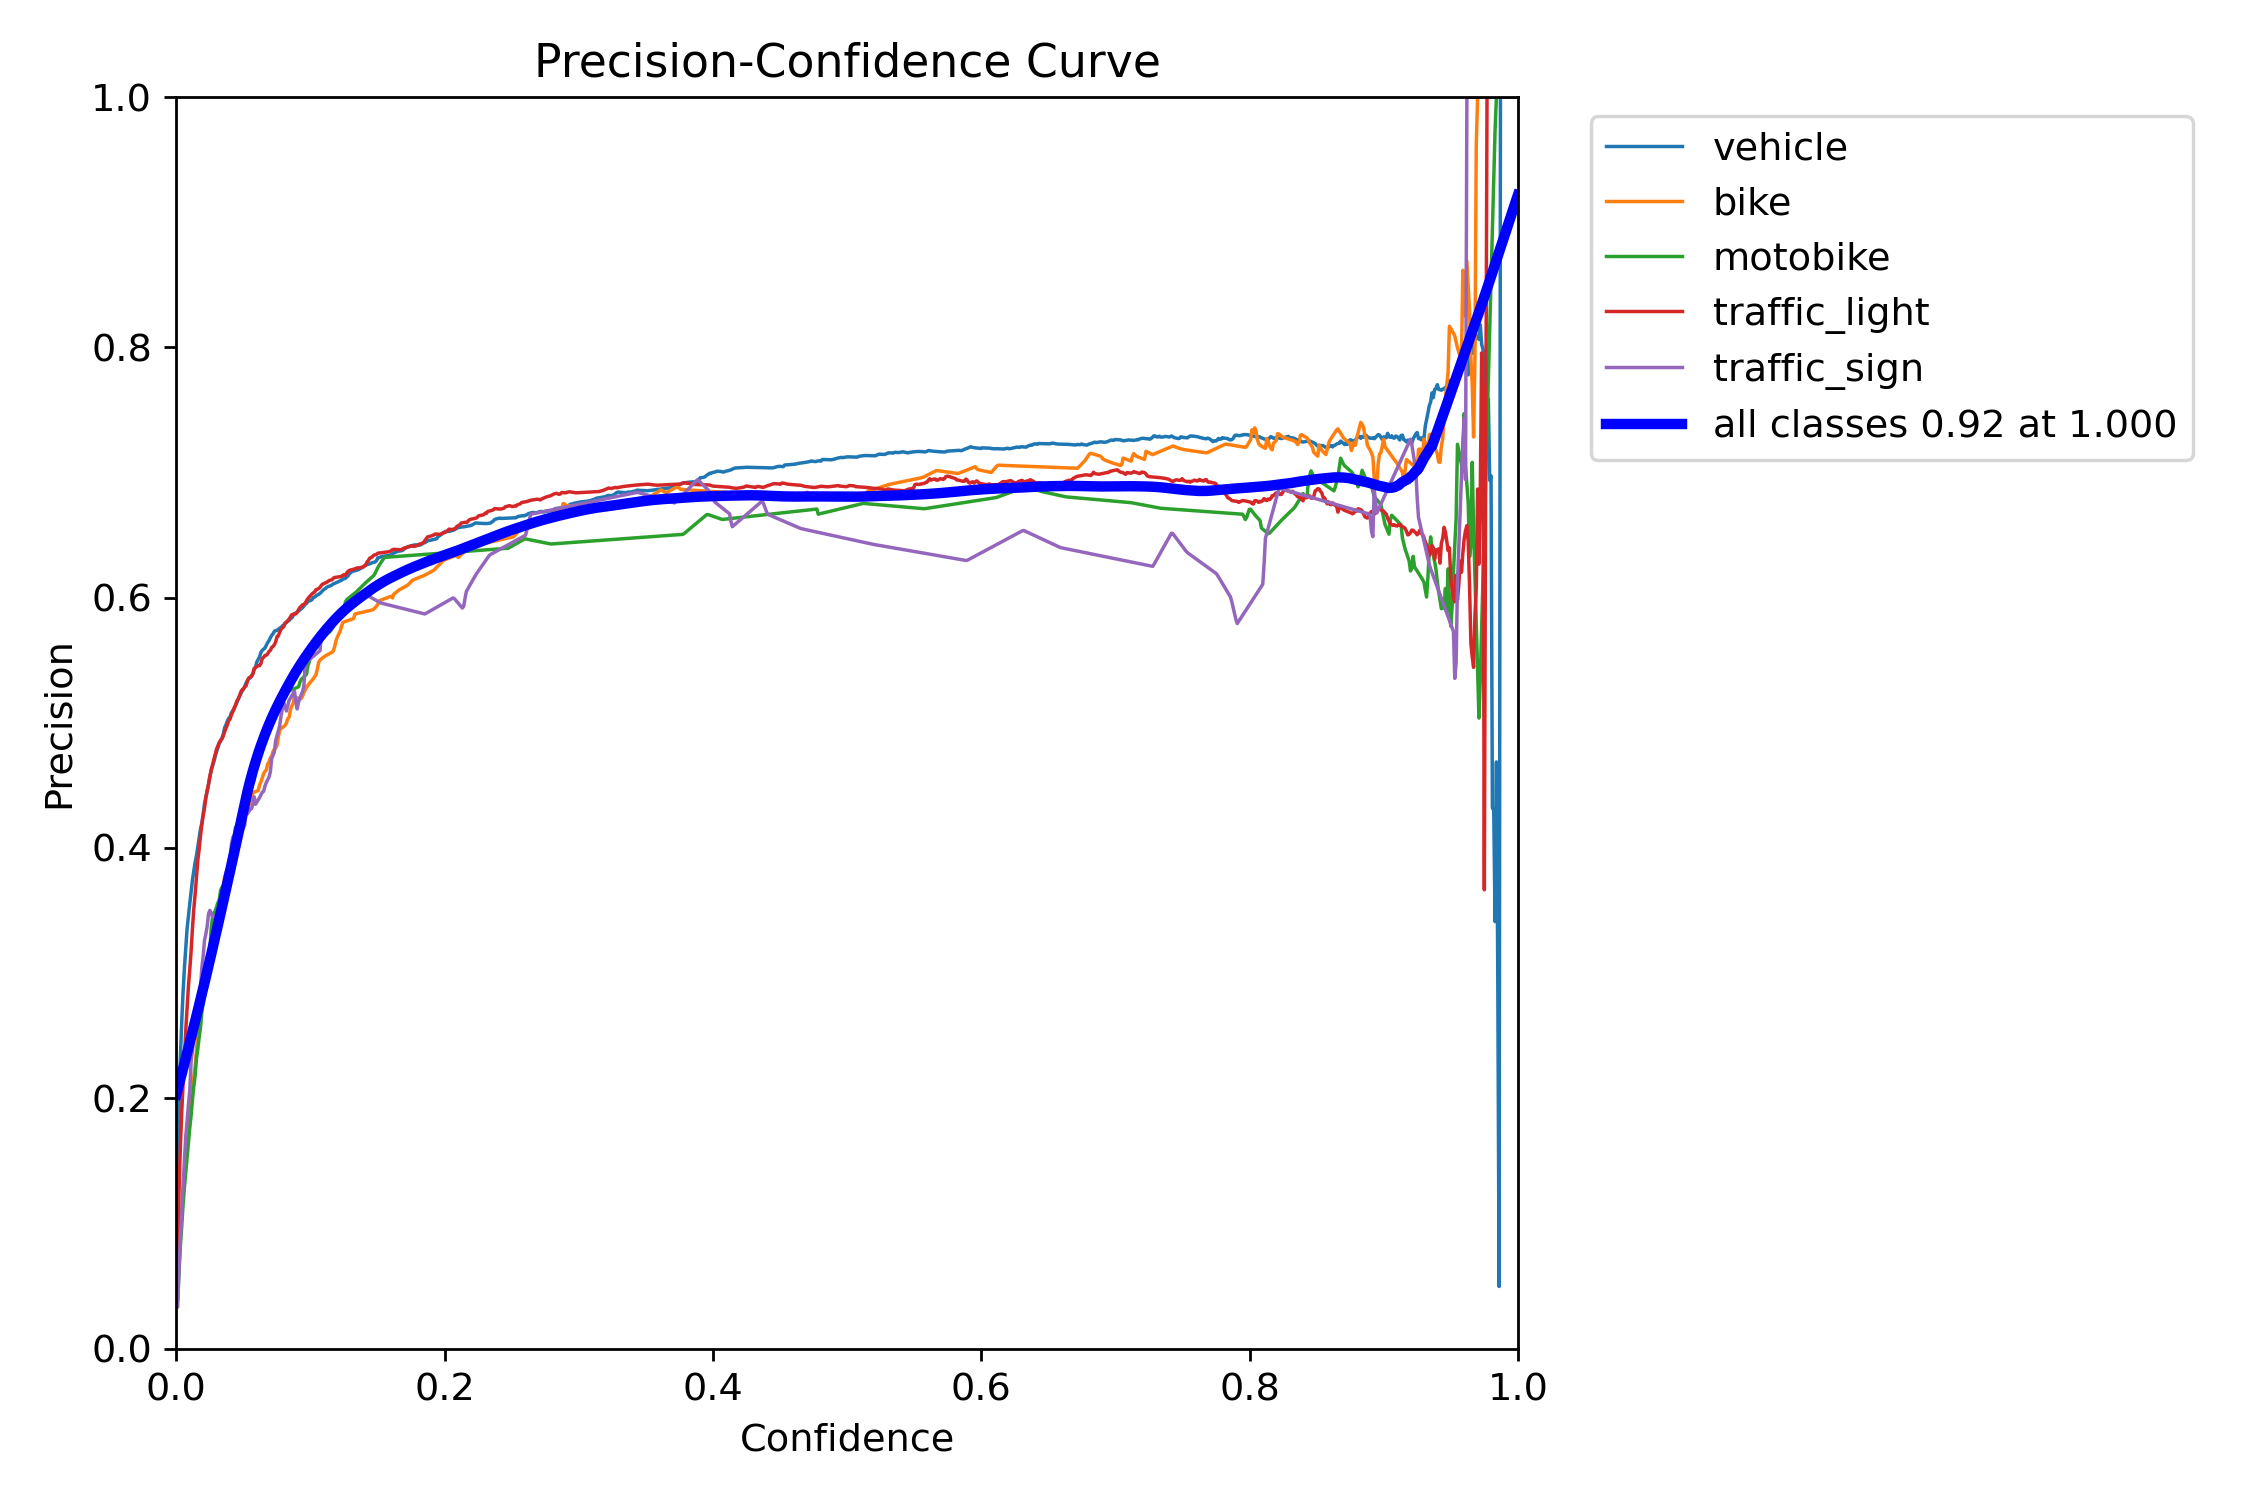 Precision-Confidence Curve
1.0
0.8
0.6
0.4
0.2
0.0
Precision
0.0 0.2 0.4 0.6 0.8 1.0
Confidence
vehicle
bike
motobike
traffic_light
traffic_sign
all classes 0.92 at 1.000